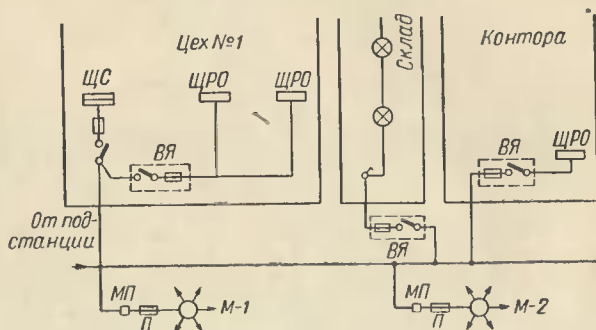 Цех №1
ЩС
ЩРО
ЩРО
ВЯ
Склад
Контора
ВЯ
ЩРО
От под-
станции
ВЯ
МП
П
М-1
МП
П
М-2